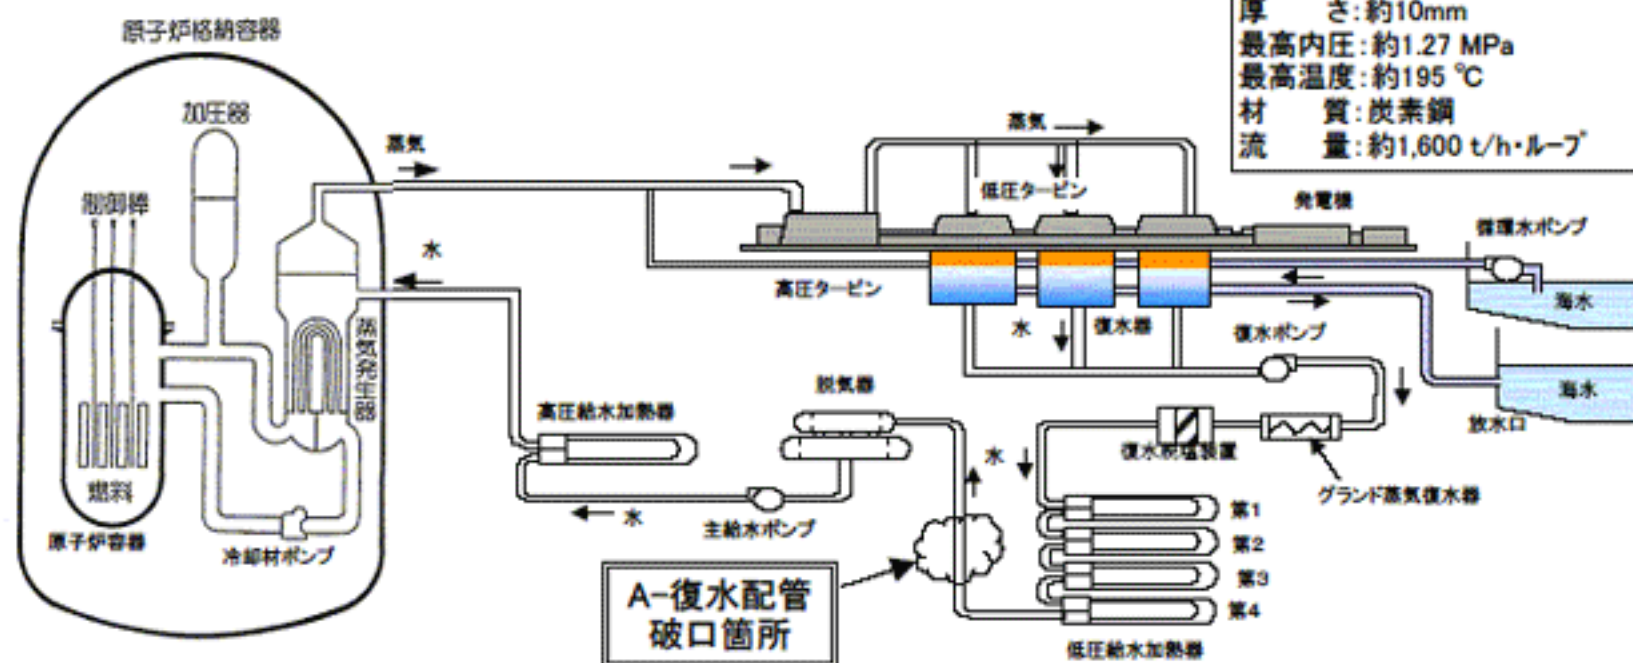 厚　　さ:約10mm
最高内圧:約1.27 MPa
最高温度:約195 ℃
材　　質:炭素鋼
流　　量:約1,600 t/h・ループ
原子炉格納容器
加圧器
制御棒
蒸気
水
蒸気発生器
燃料
原子炉容器
冷却材ポンプ
蒸気
低圧タービン
発電機
循環水ポンプ
高圧タービン
海水
水
復水器
復水ポンプ
海水
放水口
脱気器
高圧給水加熱器
復水脱塩装置
グランド蒸気復水器
水
水
主給水ポンプ
第1
第2
第3
第4
低圧給水加熱器
A-復水配管
破口箇所